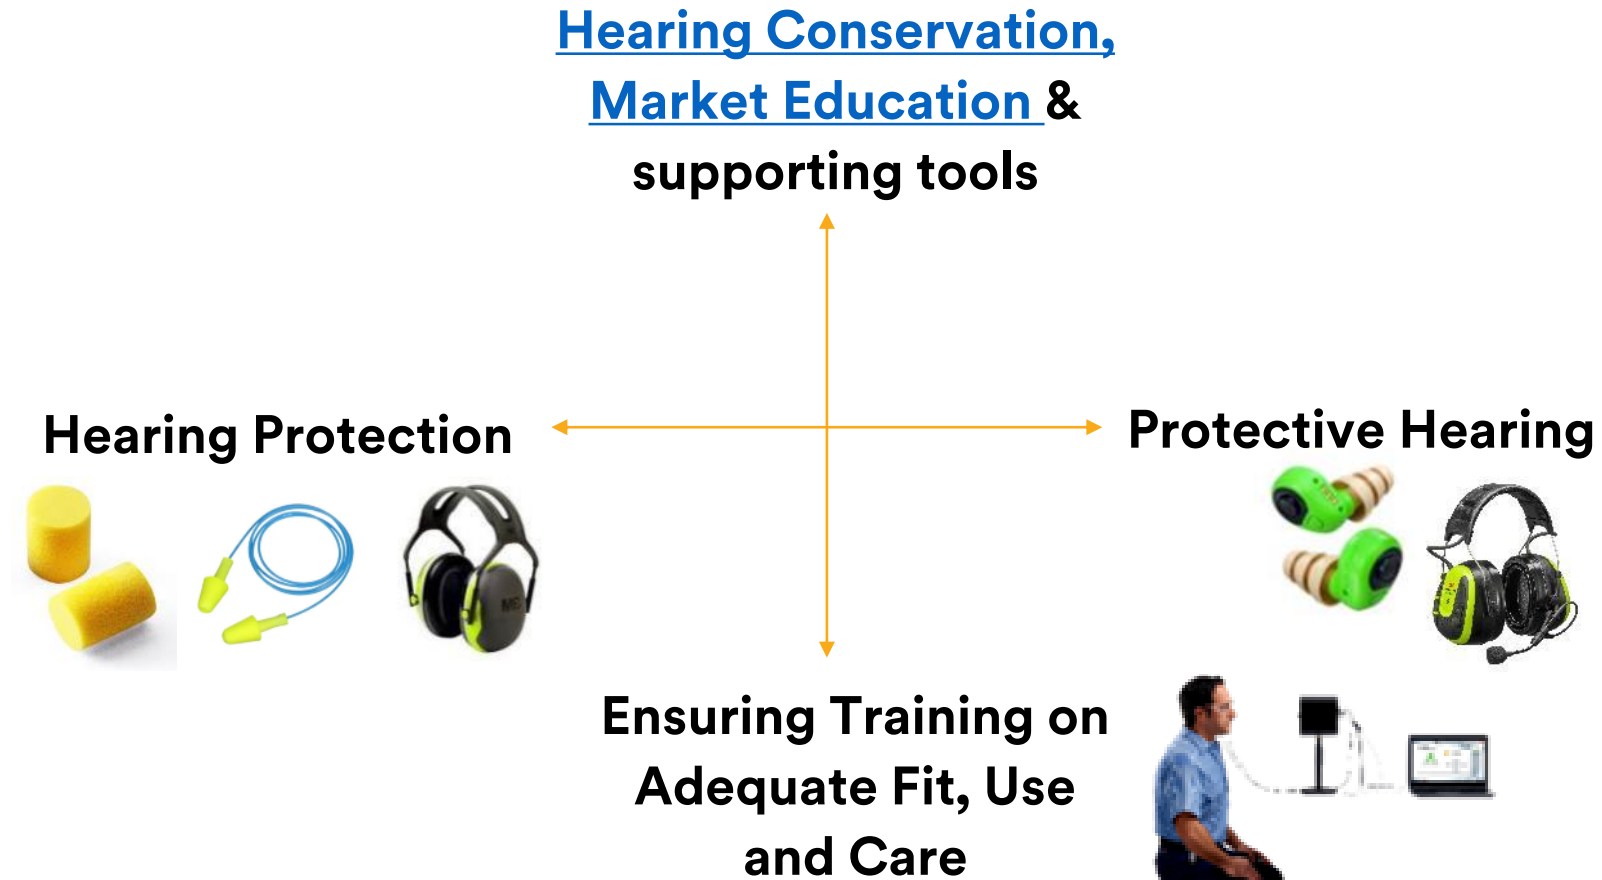 Hearing Conservation,
Market Education &
supporting tools
Hearing Protection
Protective Hearing
Ensuring Training on
Adequate Fit, Use
and Care